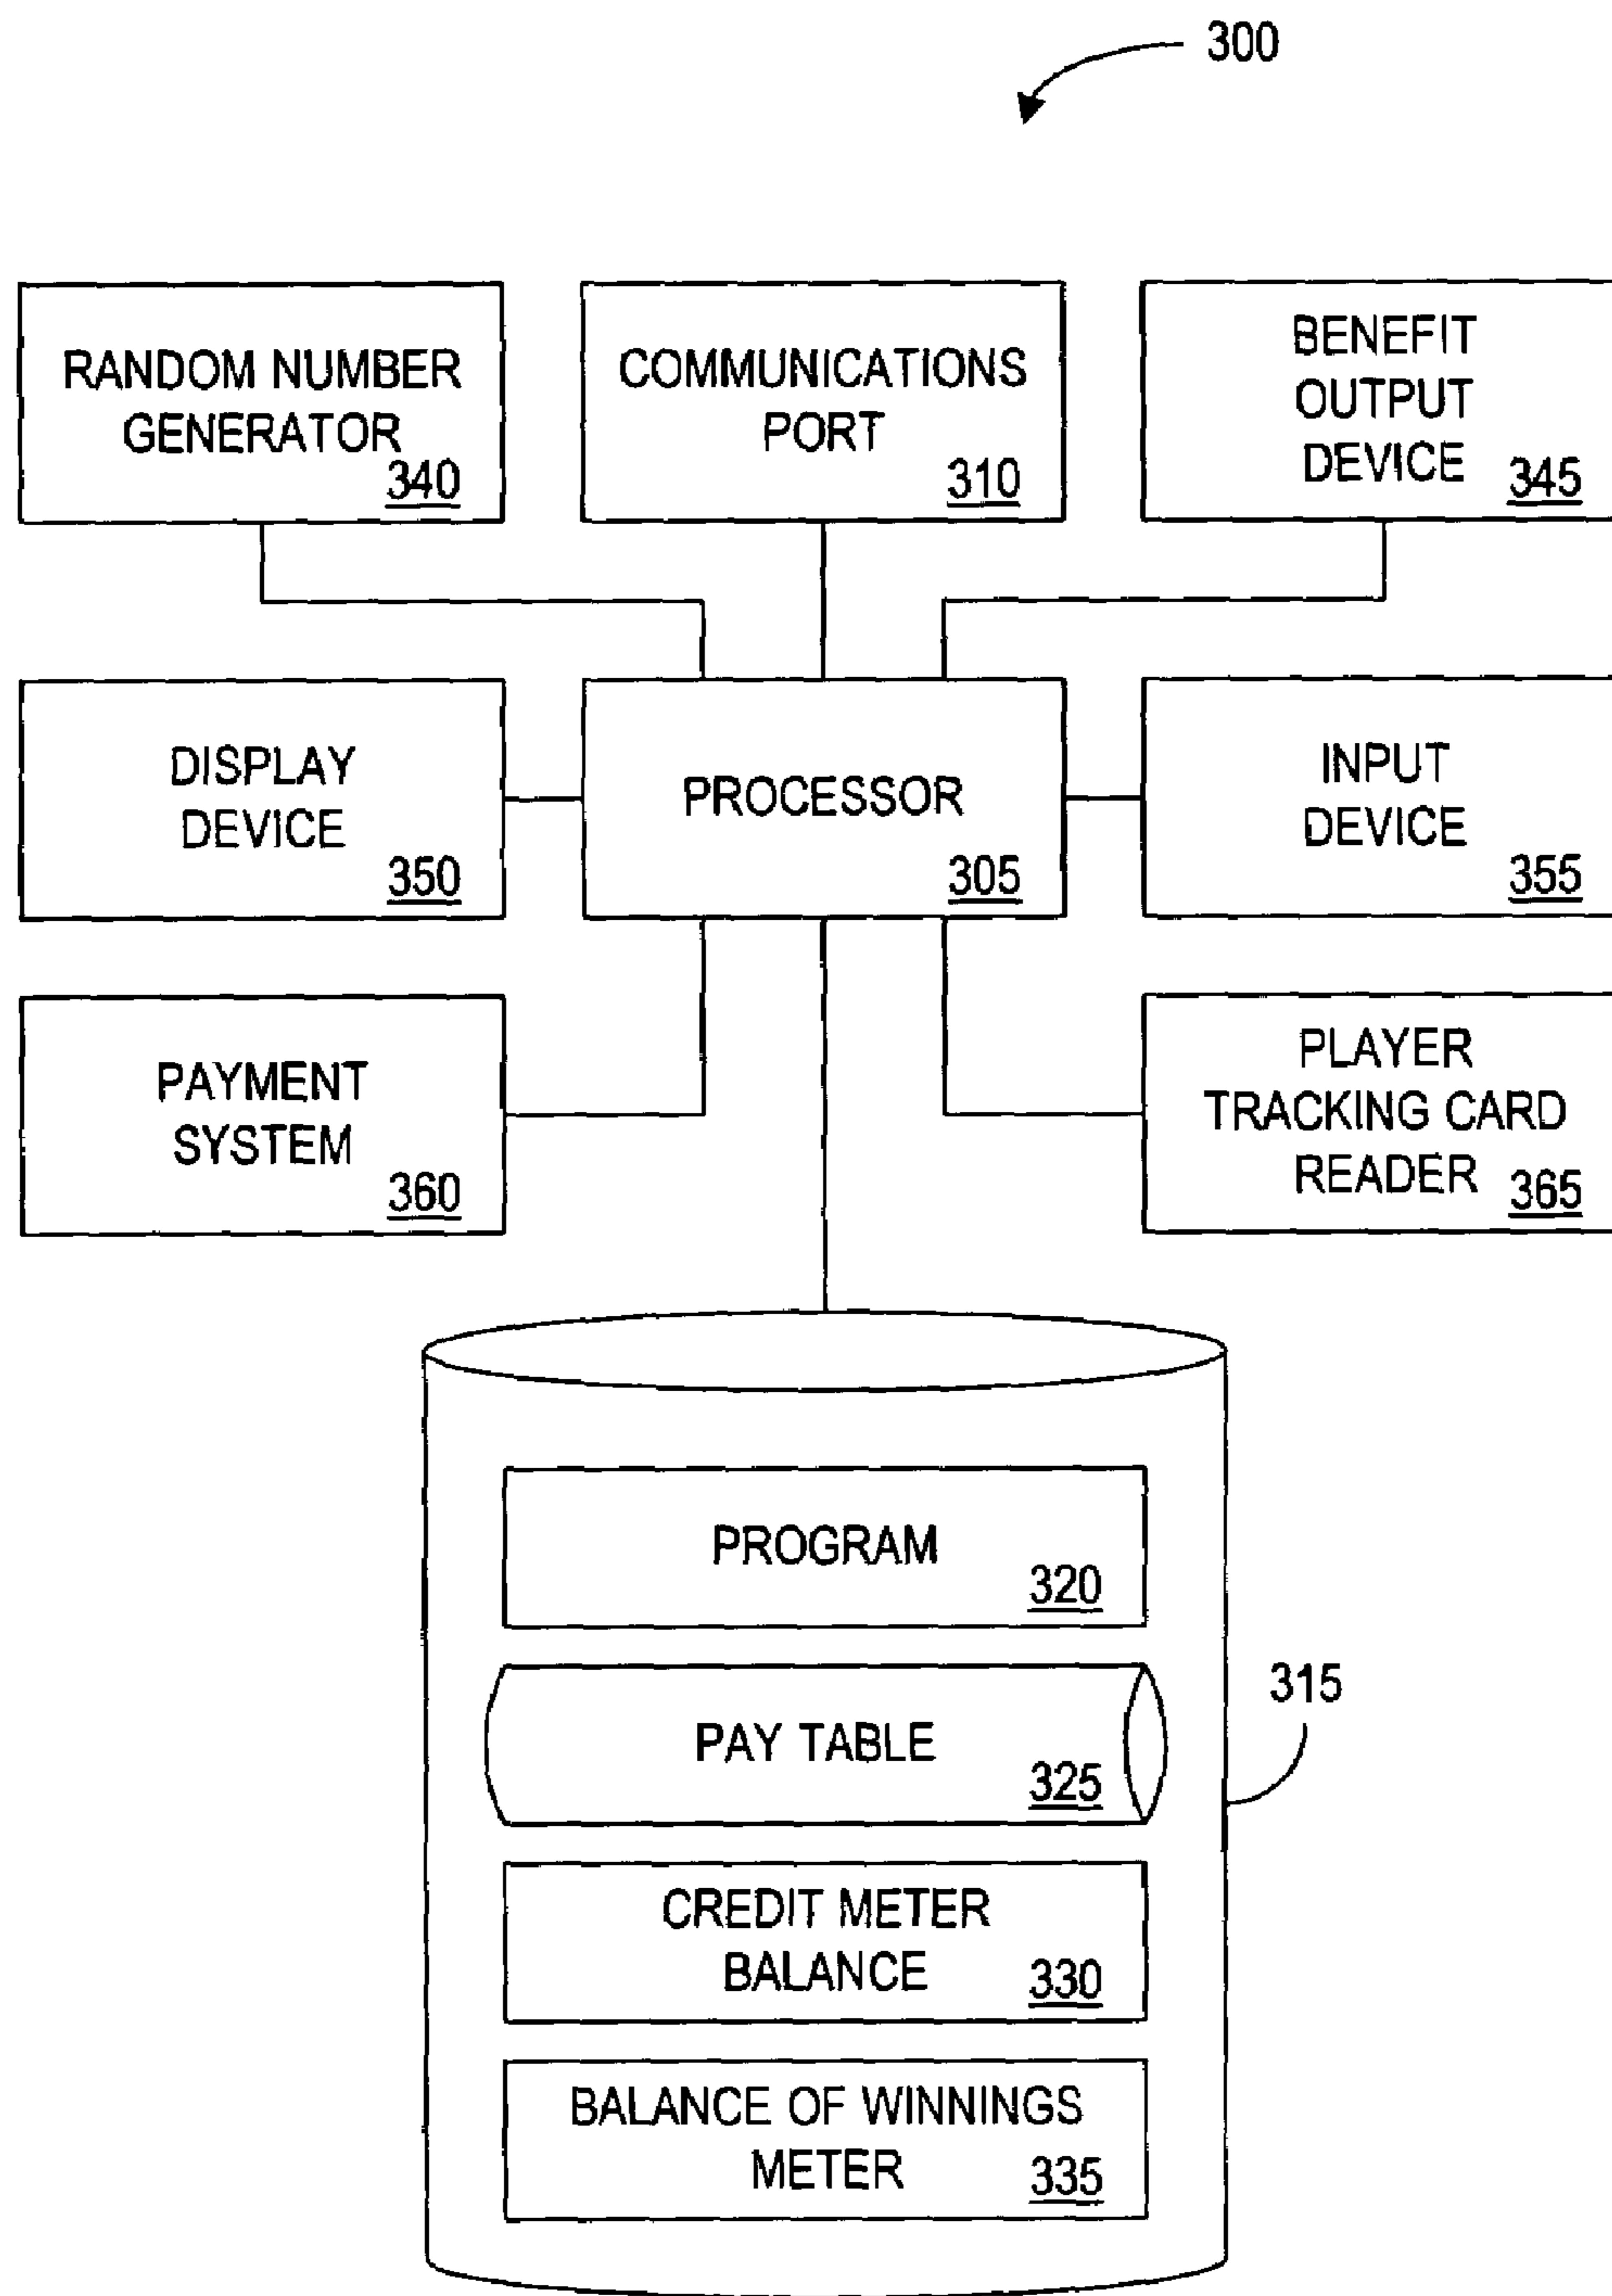 300
RANDOM NUMBER
GENERATOR
340
COMMUNICATIONS
PORT
310
BENEFIT
OUTPUT
DEVICE
345
DISPLAY
DEVICE
350
PROCESSOR
305
INPUT
DEVICE
355
PAYMENT
SYSTEM
360
PLAYER
TRACKING CARD
READER
365
PROGRAM
320
PAY TABLE
325
315
CREDIT METER
BALANCE
330
BALANCE OF WINNINGS
METER
335